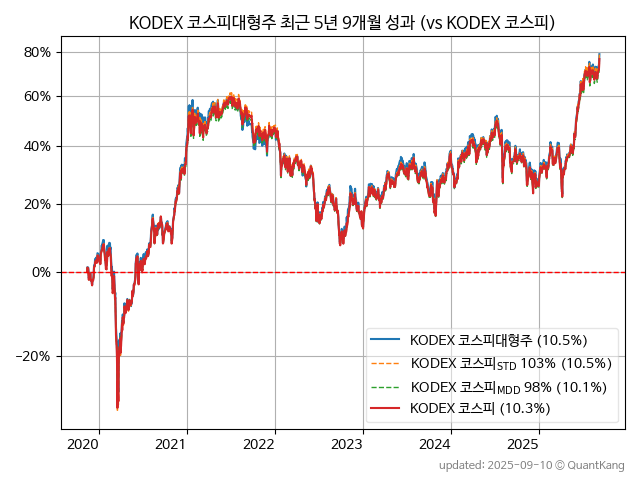 KODEX 코스피대형주 최근 5년 9개월 성과 (vs KODEX 코스피)
80%
60%
40%
20%
0%
−20%
KODEX 코스피대형주 (10.5%)
KODEX 코스피STD 103% (10.5%)
KODEX 코스피MDD 98% (10.1%)
KODEX 코스피 (10.3%)
2020 2021 2022 2023 2024 2025
updated: 2025-09-10 © QuantKang